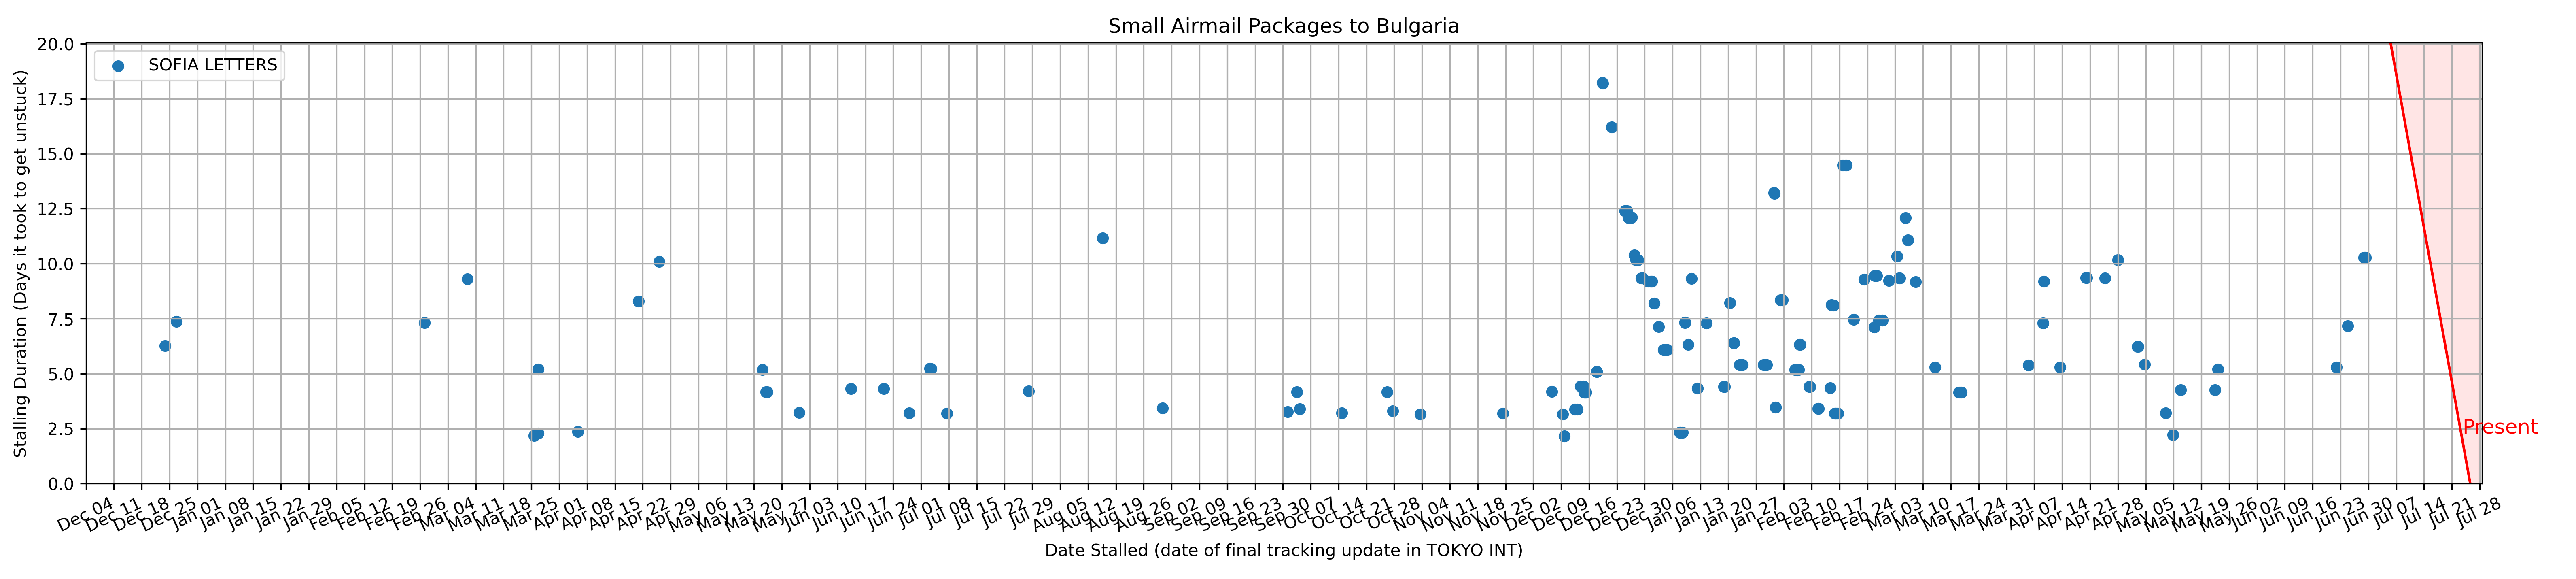 Small Airmail Packages to Bulgaria
SOFIA LETTERS
Stalling Duration (Days it took to get unstuck)
20.0
17.5
15.0
12.5
10.0
7.5
5.0
2.5
0.0
Present
Dec 04
Dec 11
Dec 18
Dec 25
Jan 01
Jan 08
Jan 15
Jan 22
Jan 29
Feb 05
Feb 12
Feb 19
Feb 26
Mar 04
Mar 11
Mar 18
Mar 25
Apr 01
Apr 08
Apr 15
Apr 22
Apr 29
May 06
May 13
May 20
May 27
Jun 03
Jun 10
Jun 17
Jun 24
Jul 01
Jul 08
Jul 15
Jul 22
Jul 29
Aug 05
Aug 12
Aug 19
Aug 26
Sep 02
Sep 09
Sep 16
Sep 23
Sep 30
Oct 07
Oct 14
Oct 21
Oct 28
Nov 04
Nov 11
Nov 18
Nov 25
Dec 02
Dec 09
Dec 16
Dec 23
Dec 30
Jan 06
Jan 13
Jan 20
Jan 27
Feb 03
Feb 10
Feb 17
Feb 24
Mar 03
Mar 10
Mar 17
Mar 24
Mar 31
Apr 07
Apr 14
Apr 21
Apr 28
May 05
May 12
May 19
May 26
Jun 02
Jun 09
Jun 16
Jun 23
Jun 30
Jul 07
Jul 14
Jul 21
Jul 28
Date Stalled (date of final tracking update in TOKYO INT)